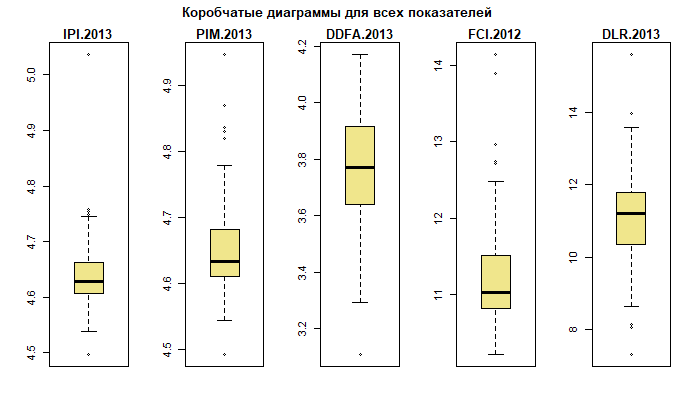 Коробчатые диаграммы для всех показателей
IPI.2013 PIM.2013 DDFA.2013 FCI.2012 DLR.2013
4.5 4.6 4.7 4.8 4.9 5.0
4.5 4.6 4.7 4.8 4.9
3.2 3.4 3.6 3.8 4.0 4.2
11 12 13 14
8 10 12 14